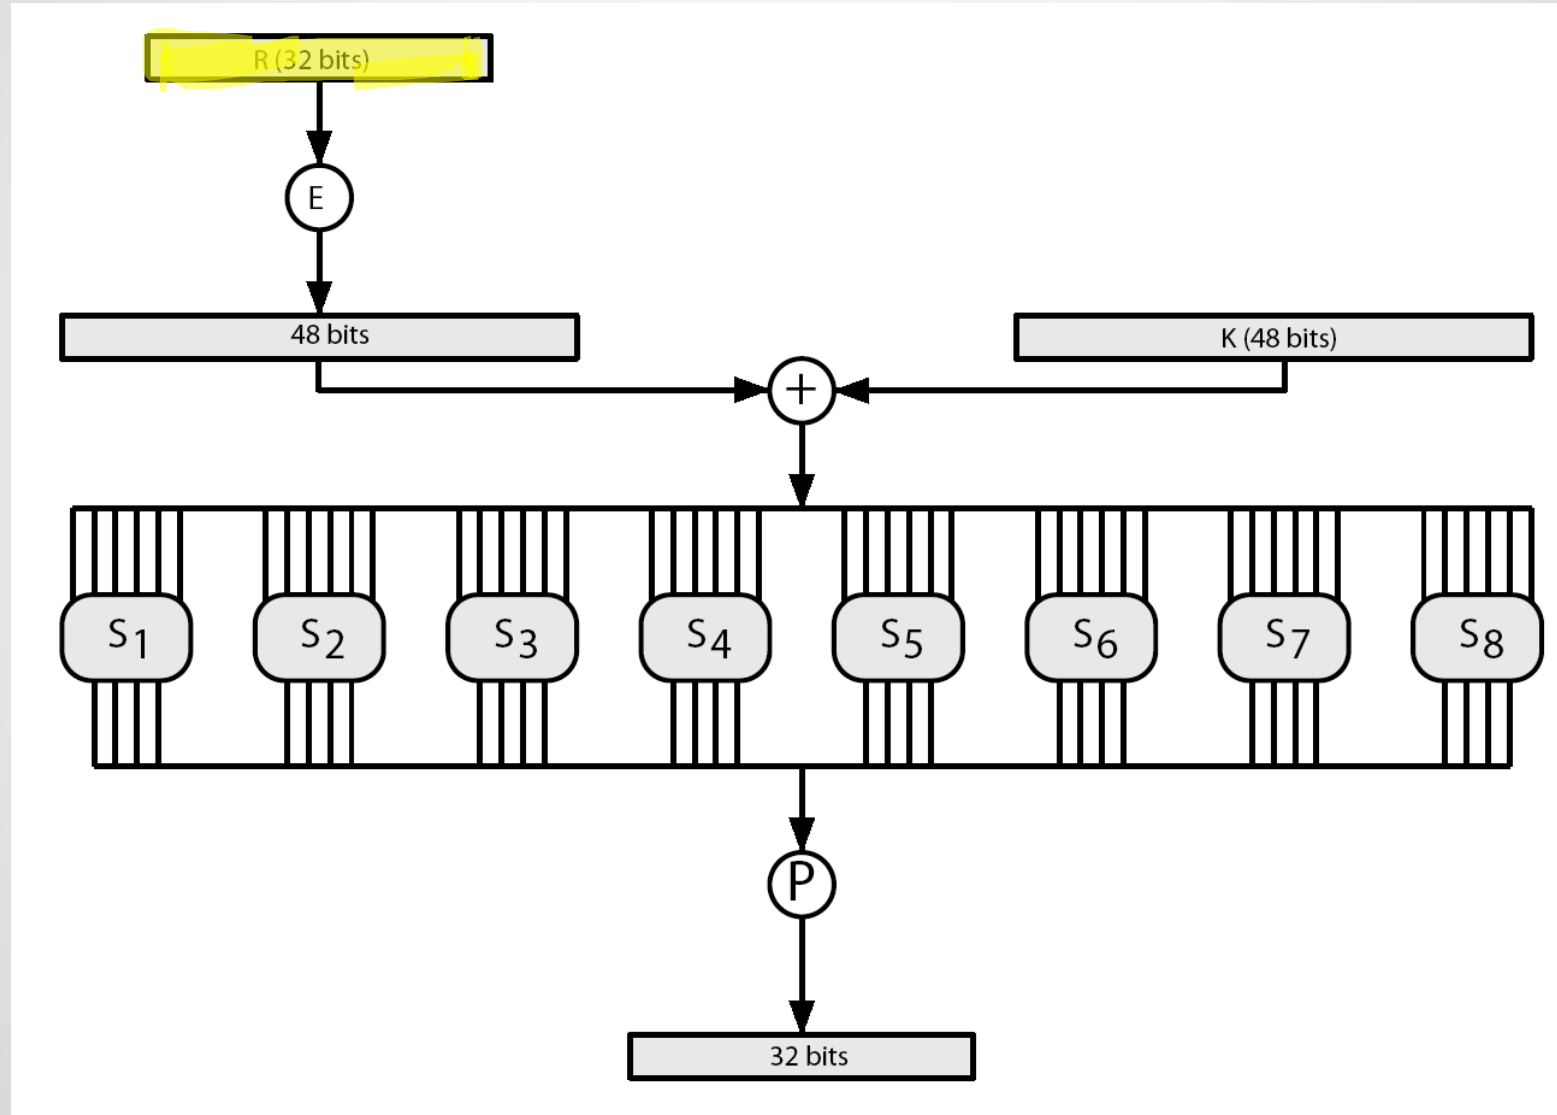 R (32 bits)
E
48 bits
K (48 bits)
+
S1 S2 S3 S4 S5 S6 S7 S8
P
32 bits